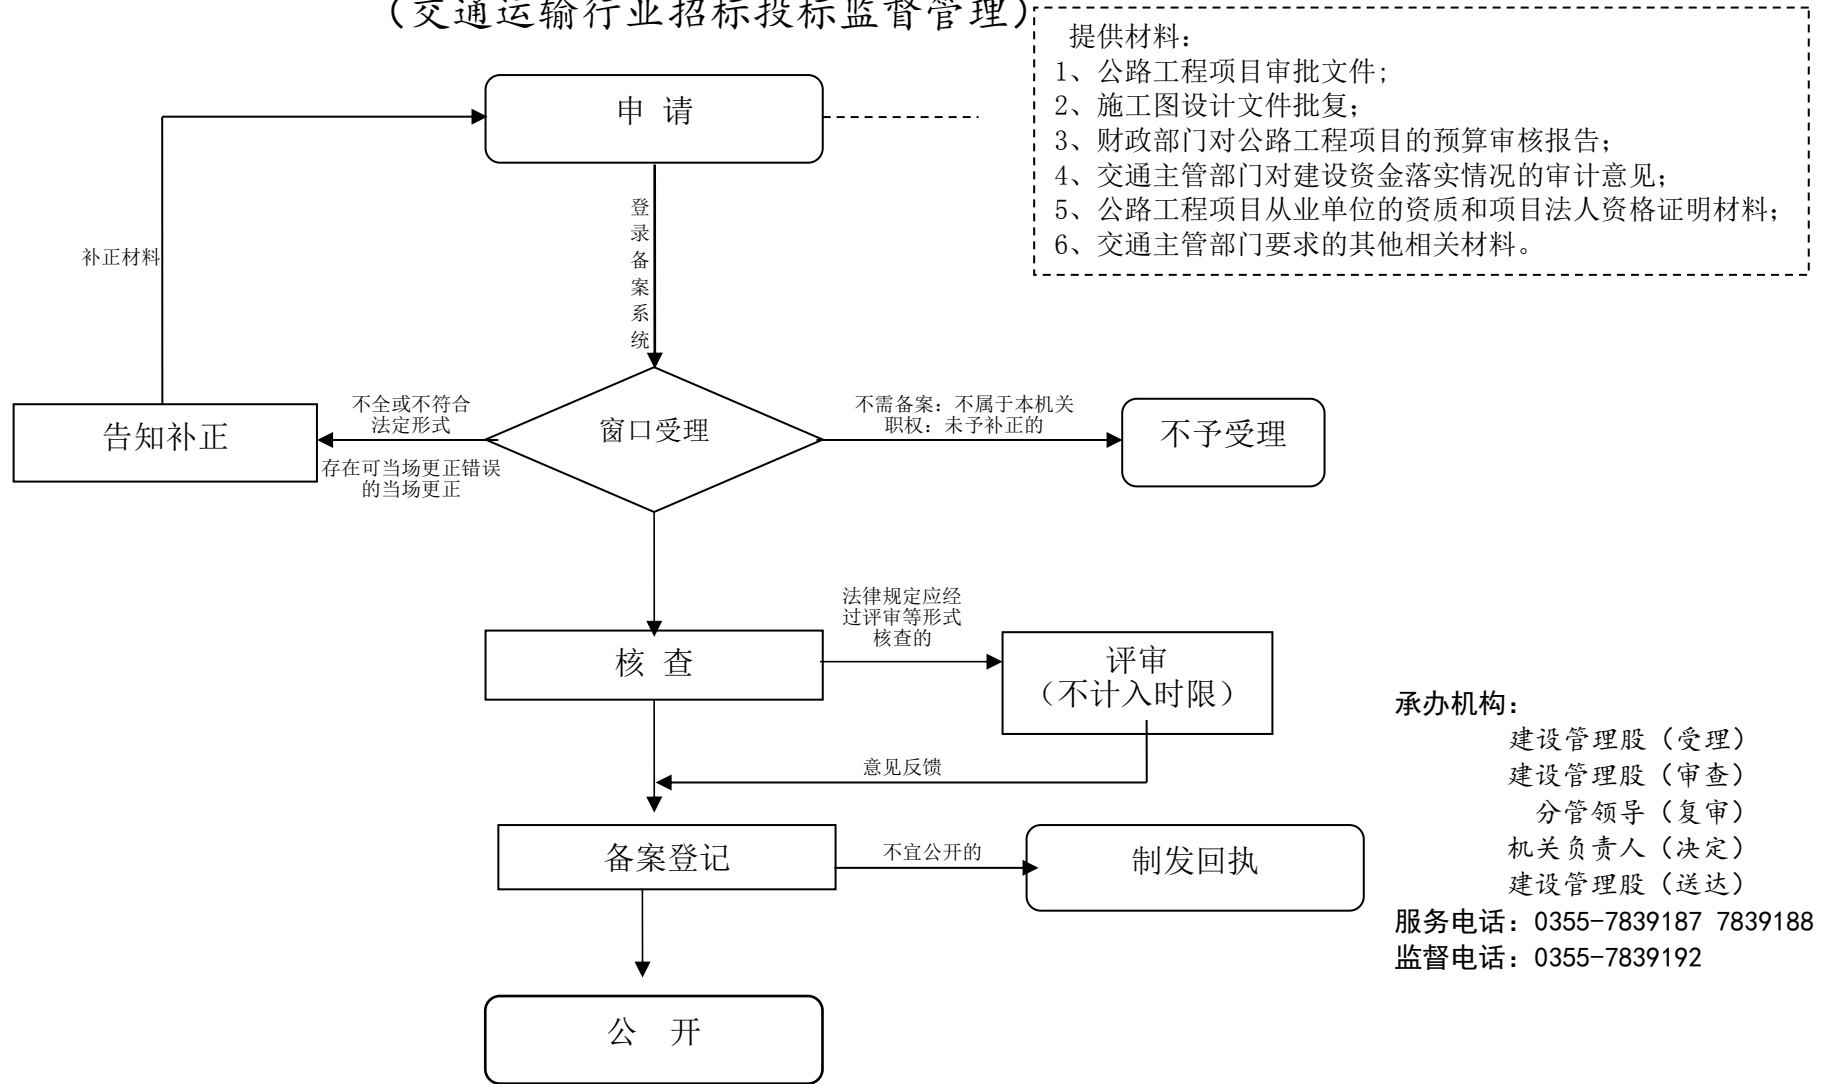 （交通运输行业招标投标监督管理）
提供材料：
1、公路工程项目审批文件;
2、施工图设计文件批复；
3、财政部门对公路工程项目的预算审核报告；
4、交通主管部门对建设资金落实情况的审计意见；
5、公路工程项目从业单位的资质和项目法人资格证明材料；
6、交通主管部门要求的其他相关材料。
申 请
登
录
备
案
系
统
补正材料
告知补正
不全或不符合
法定形式
存在可当场更正错误
的当场更正
窗口受理
不需备案：不属于本机关
职权：未予补正的
不予受理
核 查
法律规定应经
过评审等形式
核查的
评审
（不计入时限）
意见反馈
备案登记
不宜公开的
制发回执
公 开
承办机构：
建设管理股（受理）
建设管理股（审查）
分管领导（复审）
机关负责人（决定）
建设管理股（送达）
服务电话：0355-7839187 7839188
监督电话：0355-7839192